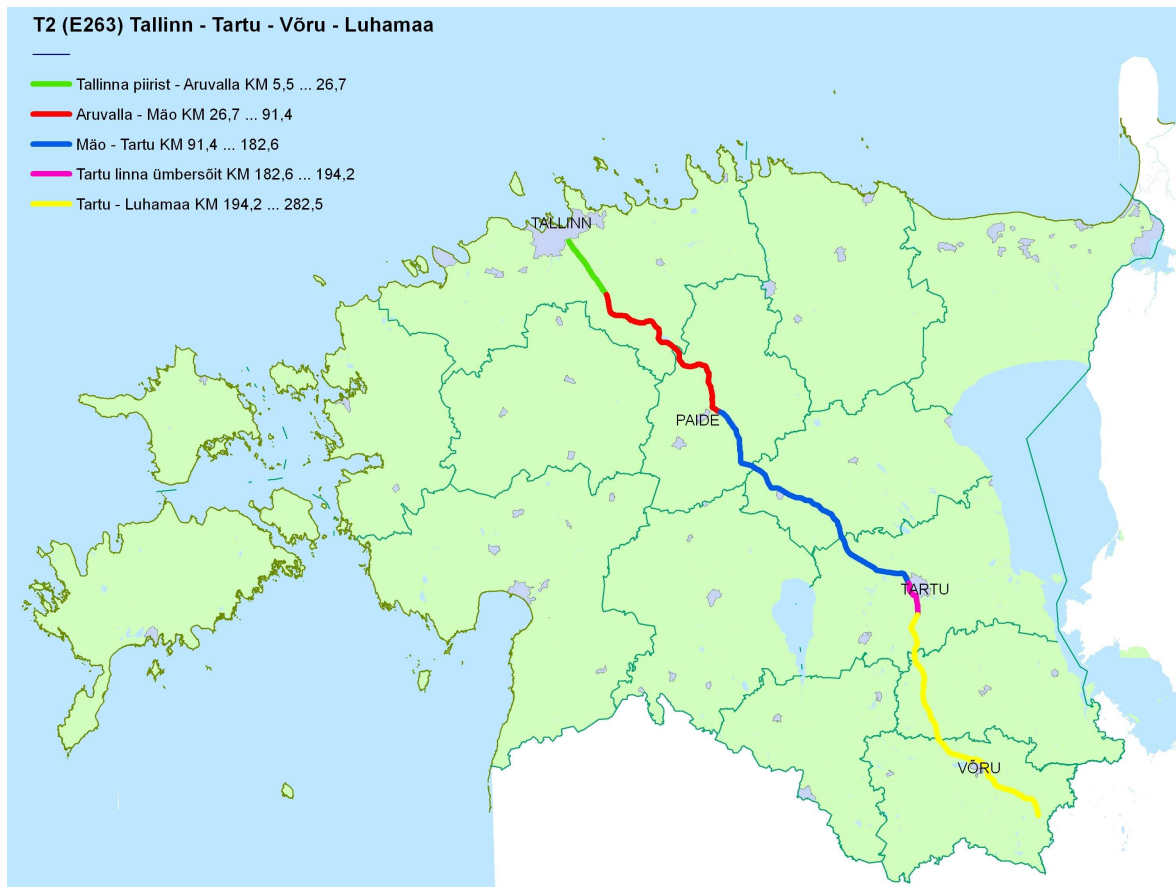 T2 (E263) Tallinn - Tartu - Võru - Luhamaa
Tallinna piirist - Aruvalla KM 5,5 ... 26,7
Aruvalla - Mäo KM 26,7 ... 91,4
Mäo - Tartu KM 91,4 ... 182,6
Tartu linna ümbersõit KM 182,6 ... 194,2
Tartu - Luhamaa KM 194,2 ... 282,5
TALLINN
PAIDE
TARTU
VÕRU